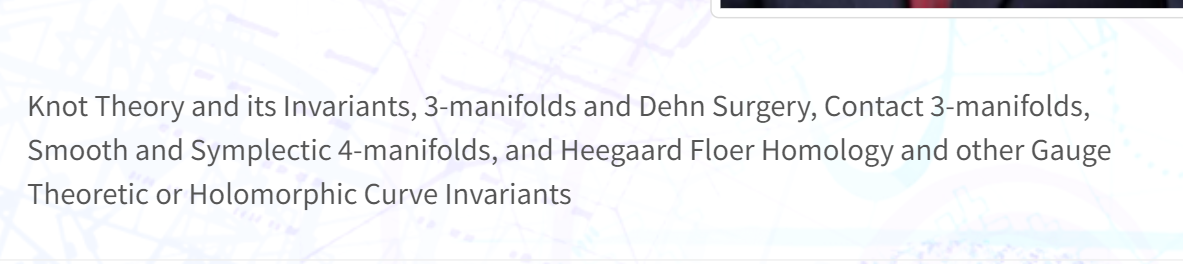 Knot Theory and its Invariants, 3-manifolds and Dehn Surgery, Contact 3-manifolds,
Smooth and Symplectic 4-manifolds, and Heegaard Floer Homology and other Gauge
Theoretic or Holomorphic Curve Invariants